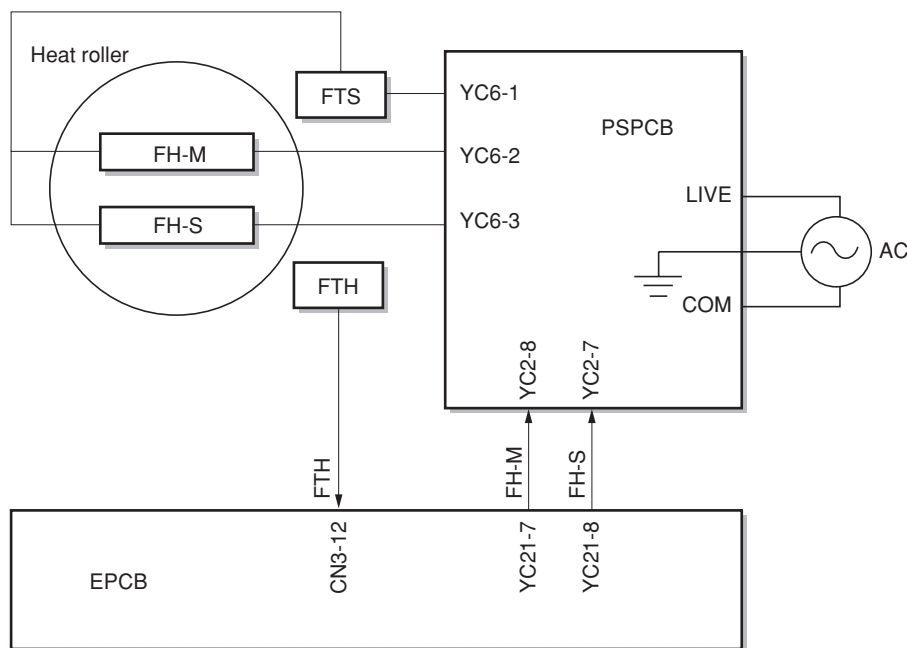 Heat roller
FTS
YC6-1
PSPCB
FH-M
YC6-2
LIVE
FH-S
YC6-3
AC
FTH
COM
YC2-8
YC2-7
FTH
FH-M
FH-S
EPCB
CN3-12
YC21-7
YC21-8